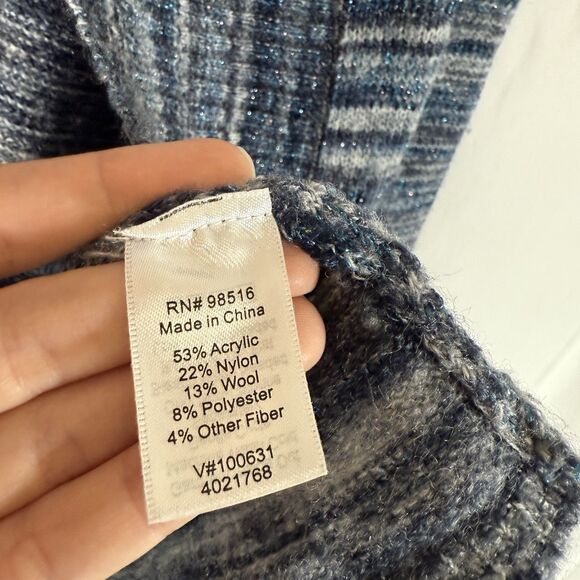 RN# 98516
Made in China
53% Acrylic
22% Nylon
13% Wool
8% Polyester
4% Other Fiber
V#100631
4021768